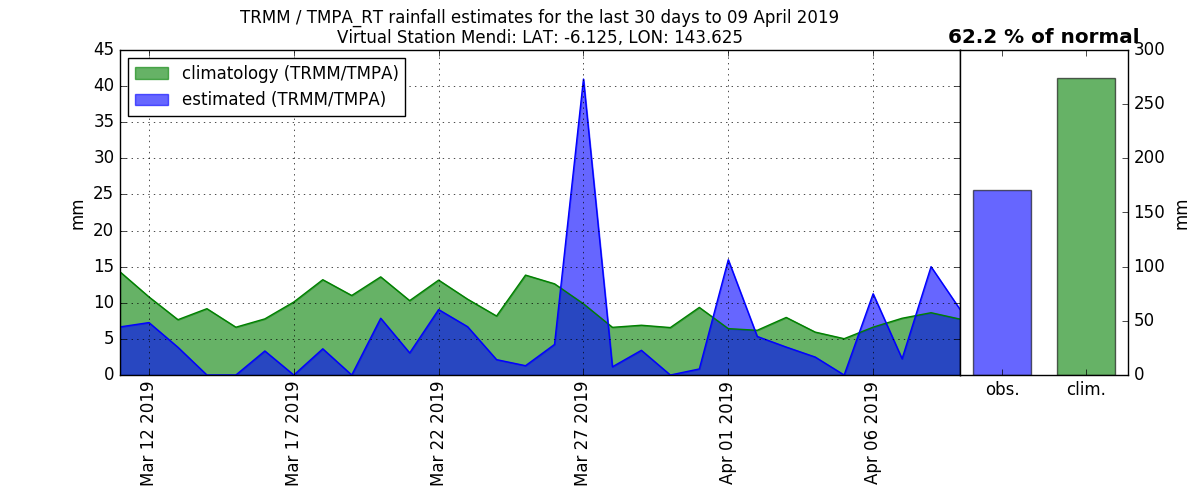 TRMM / TMPA_RT rainfall estimates for the last 30 days to 09 April 2019
Virtual Station Mendi: LAT: -6.125, LON: 143.625
62.2 % of normal
climatology (TRMM/TMPA)
estimated (TRMM/TMPA)
mm
45
40
35
30
25
20
15
10
5
0
Mar 12 2019
Mar 17 2019
Mar 22 2019
Mar 27 2019
Apr 01 2019
Apr 06 2019
300
250
200
150
100
50
0
mm
obs.
clim.